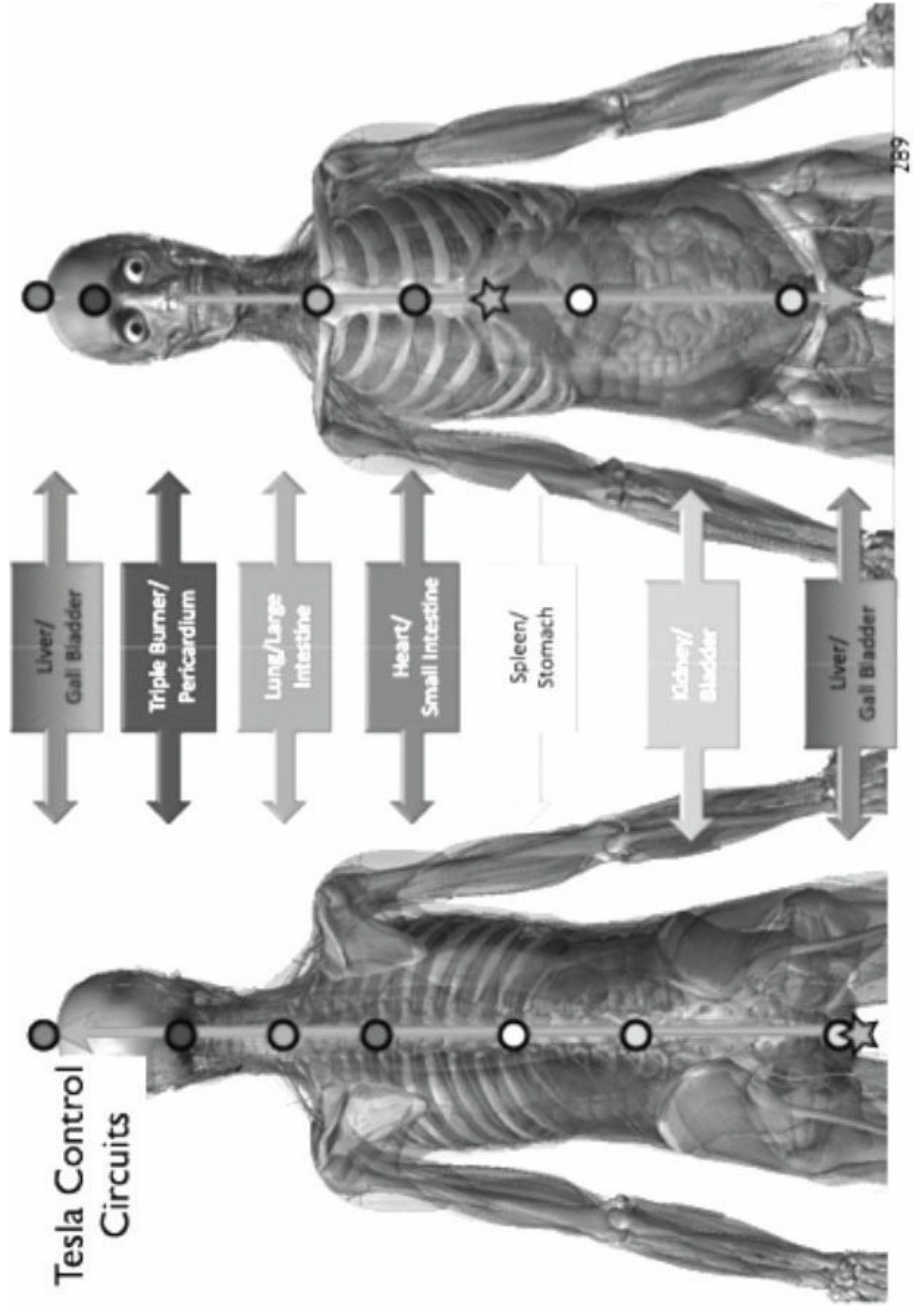 Tesla Control
Circuits
Liver/
Gall Bladder
Triple Burner/
Pericardium
Lung/Large
Intestine
Heart/
Small Intestine
Spleen/
Stomach
Kidney/
Bladder
Liver/
Gall Bladder
289